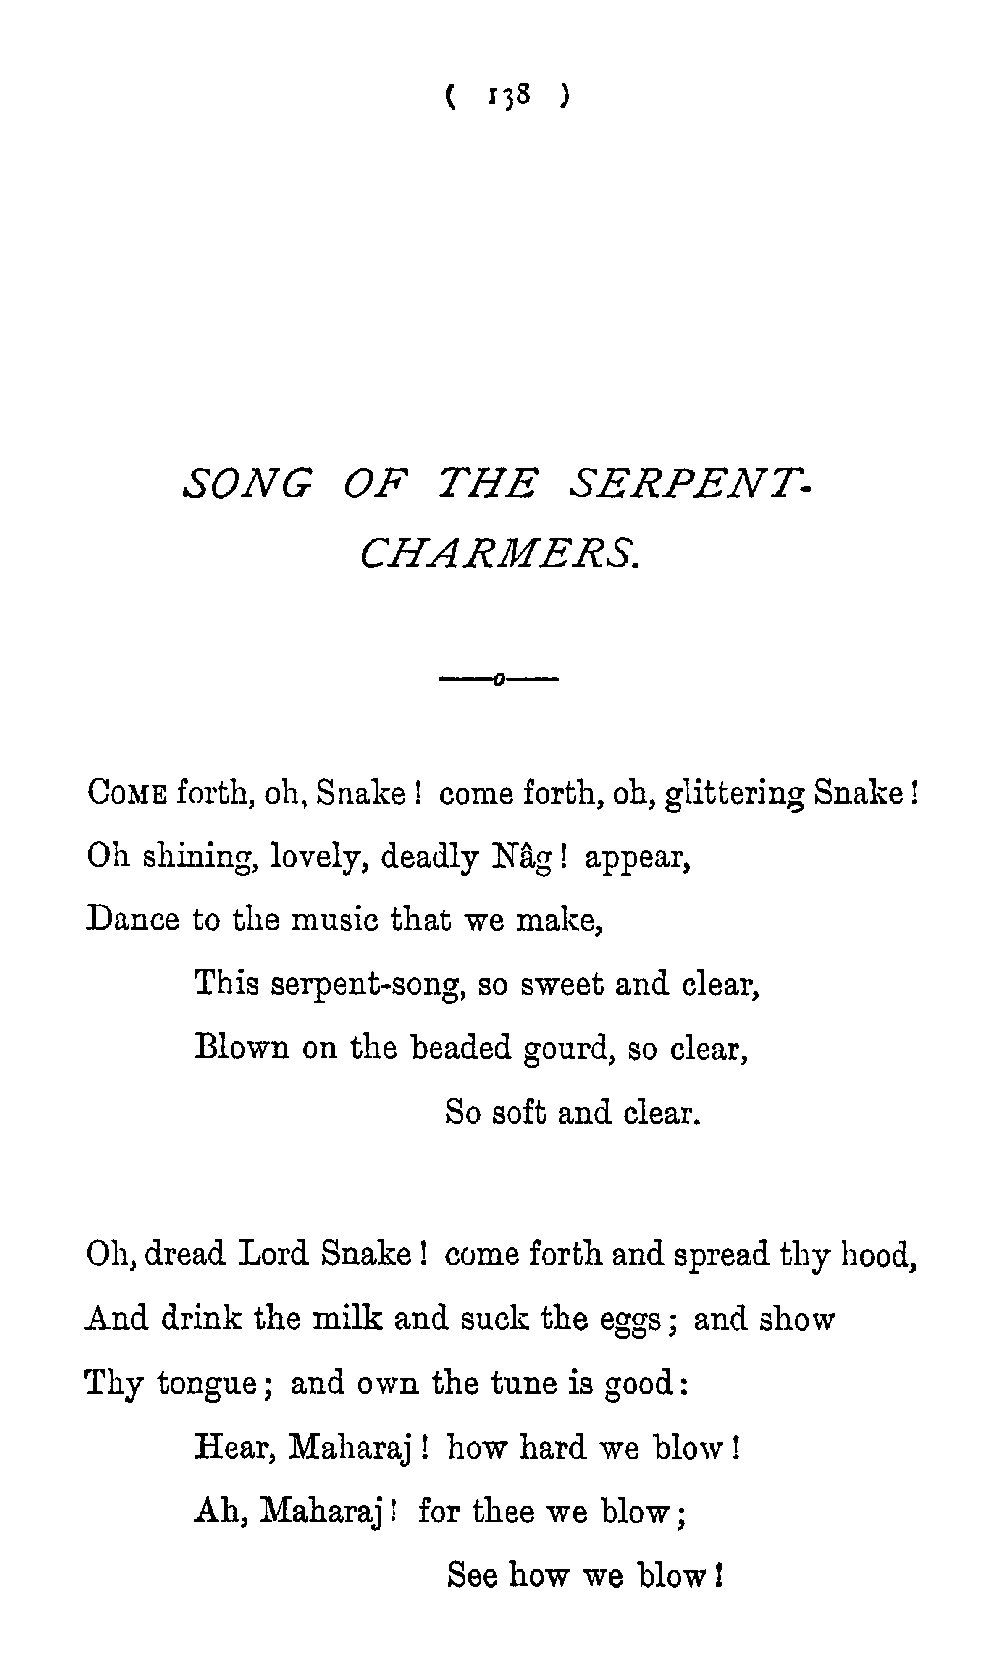 ( 138 )
SONG OF THE SERPENT-
CHARMERS.
COME forth, oh, Snake! come forth, oh, glittering Snake!
Oh shining, lovely, deadly Nâg! appear,
Dance to the music that we make,
This serpent-song, so sweet and clear,
Blown on the beaded gourd, so clear,
So soft and clear.
Oh, dread Lord Snake! come forth and spread thy hood,
And drink the milk and suck the eggs; and show
Thy tongue; and own the tune is good:
Hear, Maharaj! how hard we blow!
Ah, Maharaj! for thee we blow;
See how we blow!